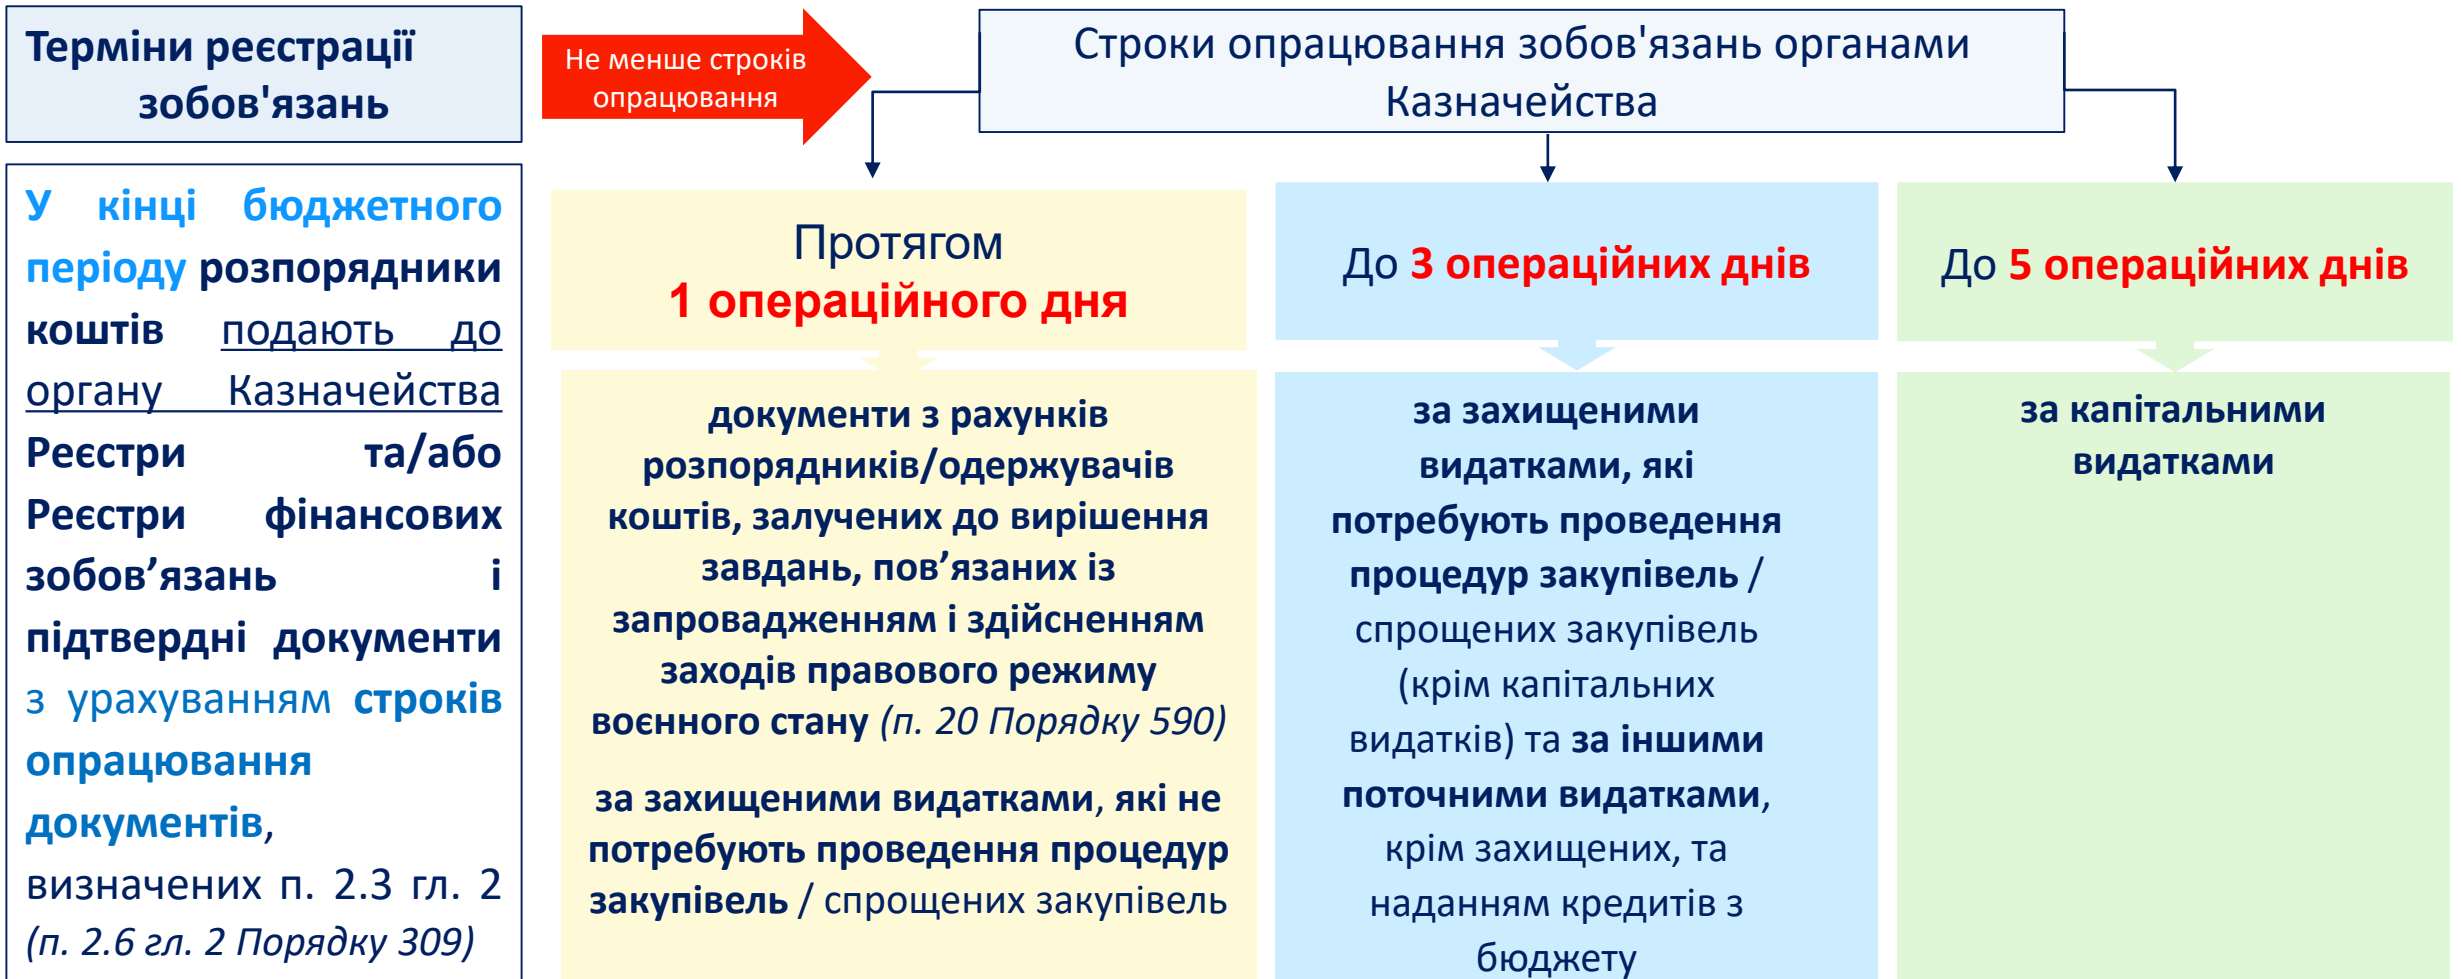 Терміни реєстрації
зобов'язань
Не менше строків
опрацювання
Строки опрацювання зобов'язань органами
Казначейства
У кінці бюджетного
періоду розпорядники
коштів подають до
органу Казначейства
Реєстри та/або
Реєстри фінансових
зобов’язань і
підтвердні документи
з урахуванням строків
опрацювання
документів,
визначених п. 2.3 гл. 2
(п. 2.6 гл. 2 Порядку 309)
Протягом
1 операційного дня
документи з рахунків
розпорядників/одержувачів
коштів, залучених до вирішення
завдань, пов’язаних із
запровадженням і здійсненням
заходів правового режиму
воєнного стану (п. 20 Порядку 590)
за захищеними видатками, які не
потребують проведення процедур
закупівель / спрощених закупівель
До 3 операційних днів
за захищеними
видатками, які
потребують проведення
процедур закупівель /
спрощених закупівель
(крім капітальних
видатків) та за іншими
поточними видатками,
крім захищених, та
наданням кредитів з
бюджету
До 5 операційних днів
за капітальними
видатками